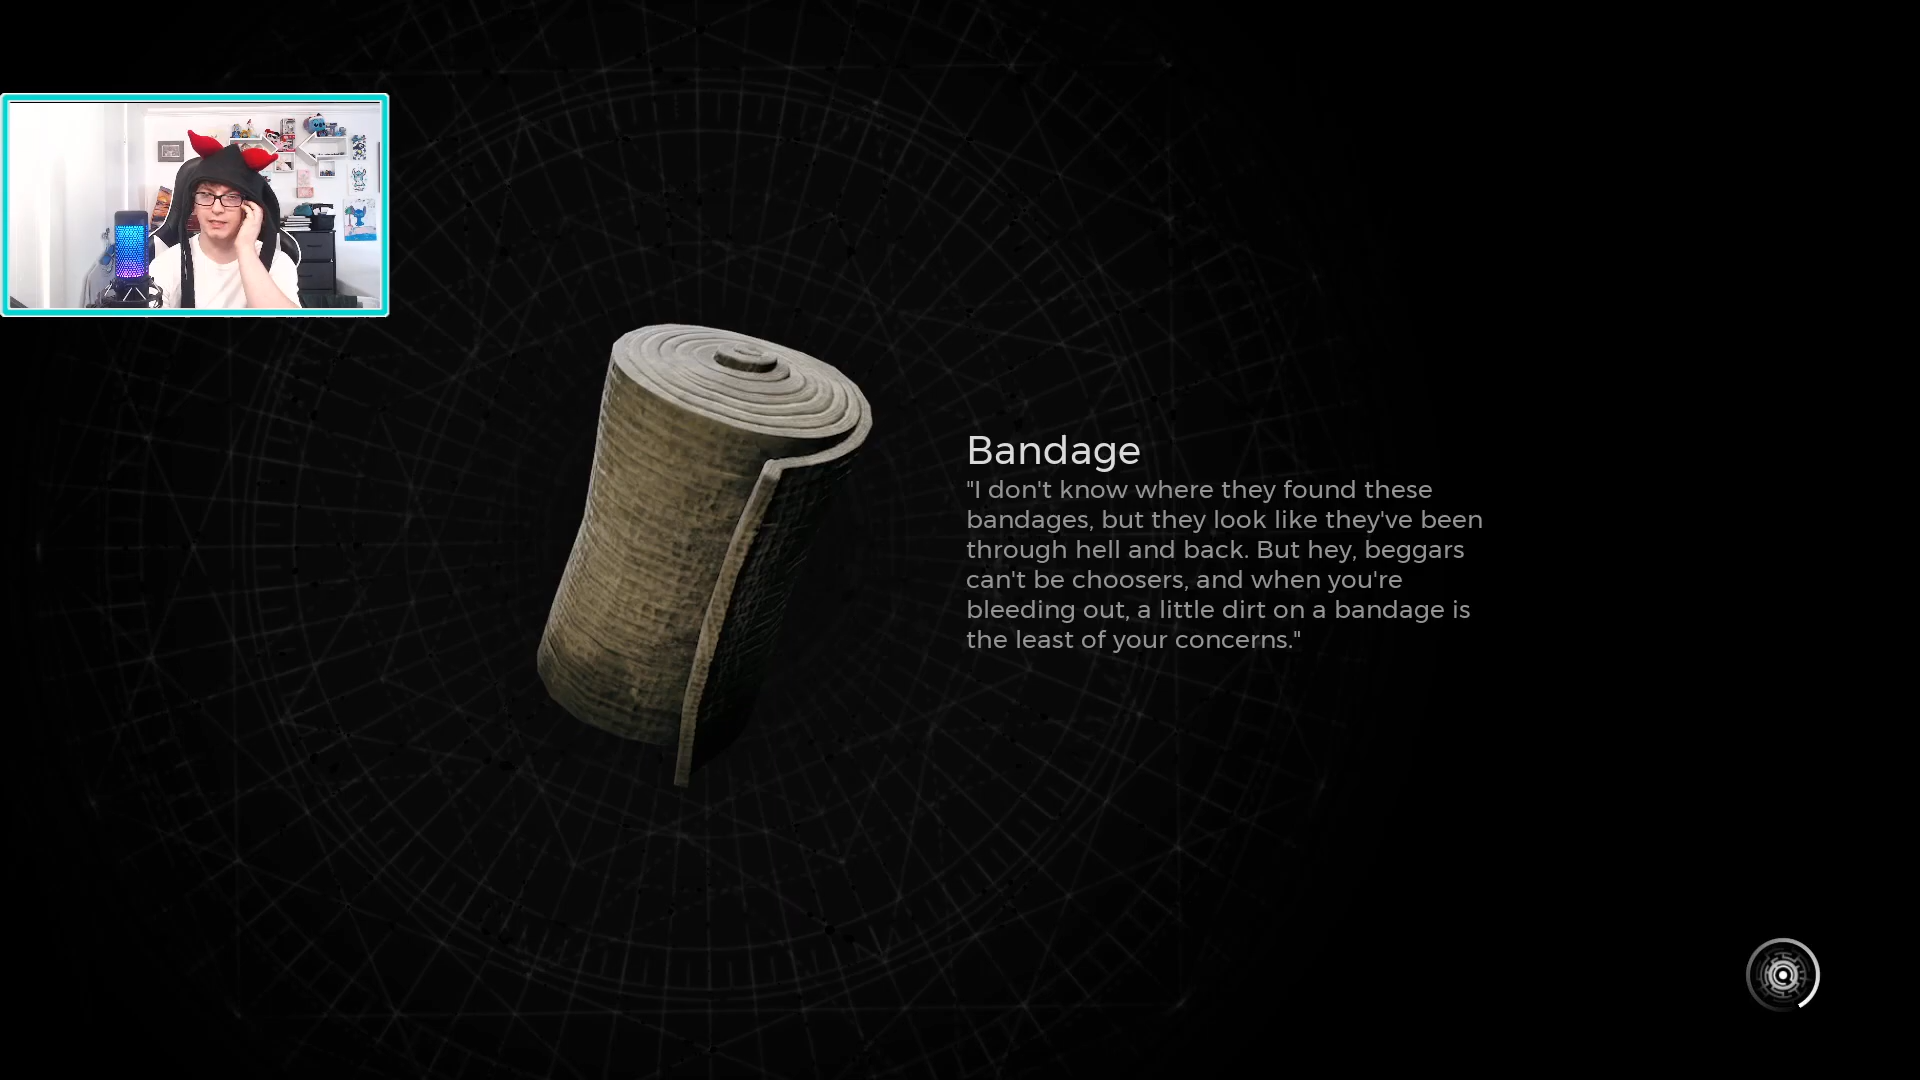 Bandage
"I don't know where they found these
bandages, but they look like they've been
through hell and back. But hey, beggars
can't be choosers, and when you're
bleeding out, a little dirt on a bandage is
the least of your concerns."